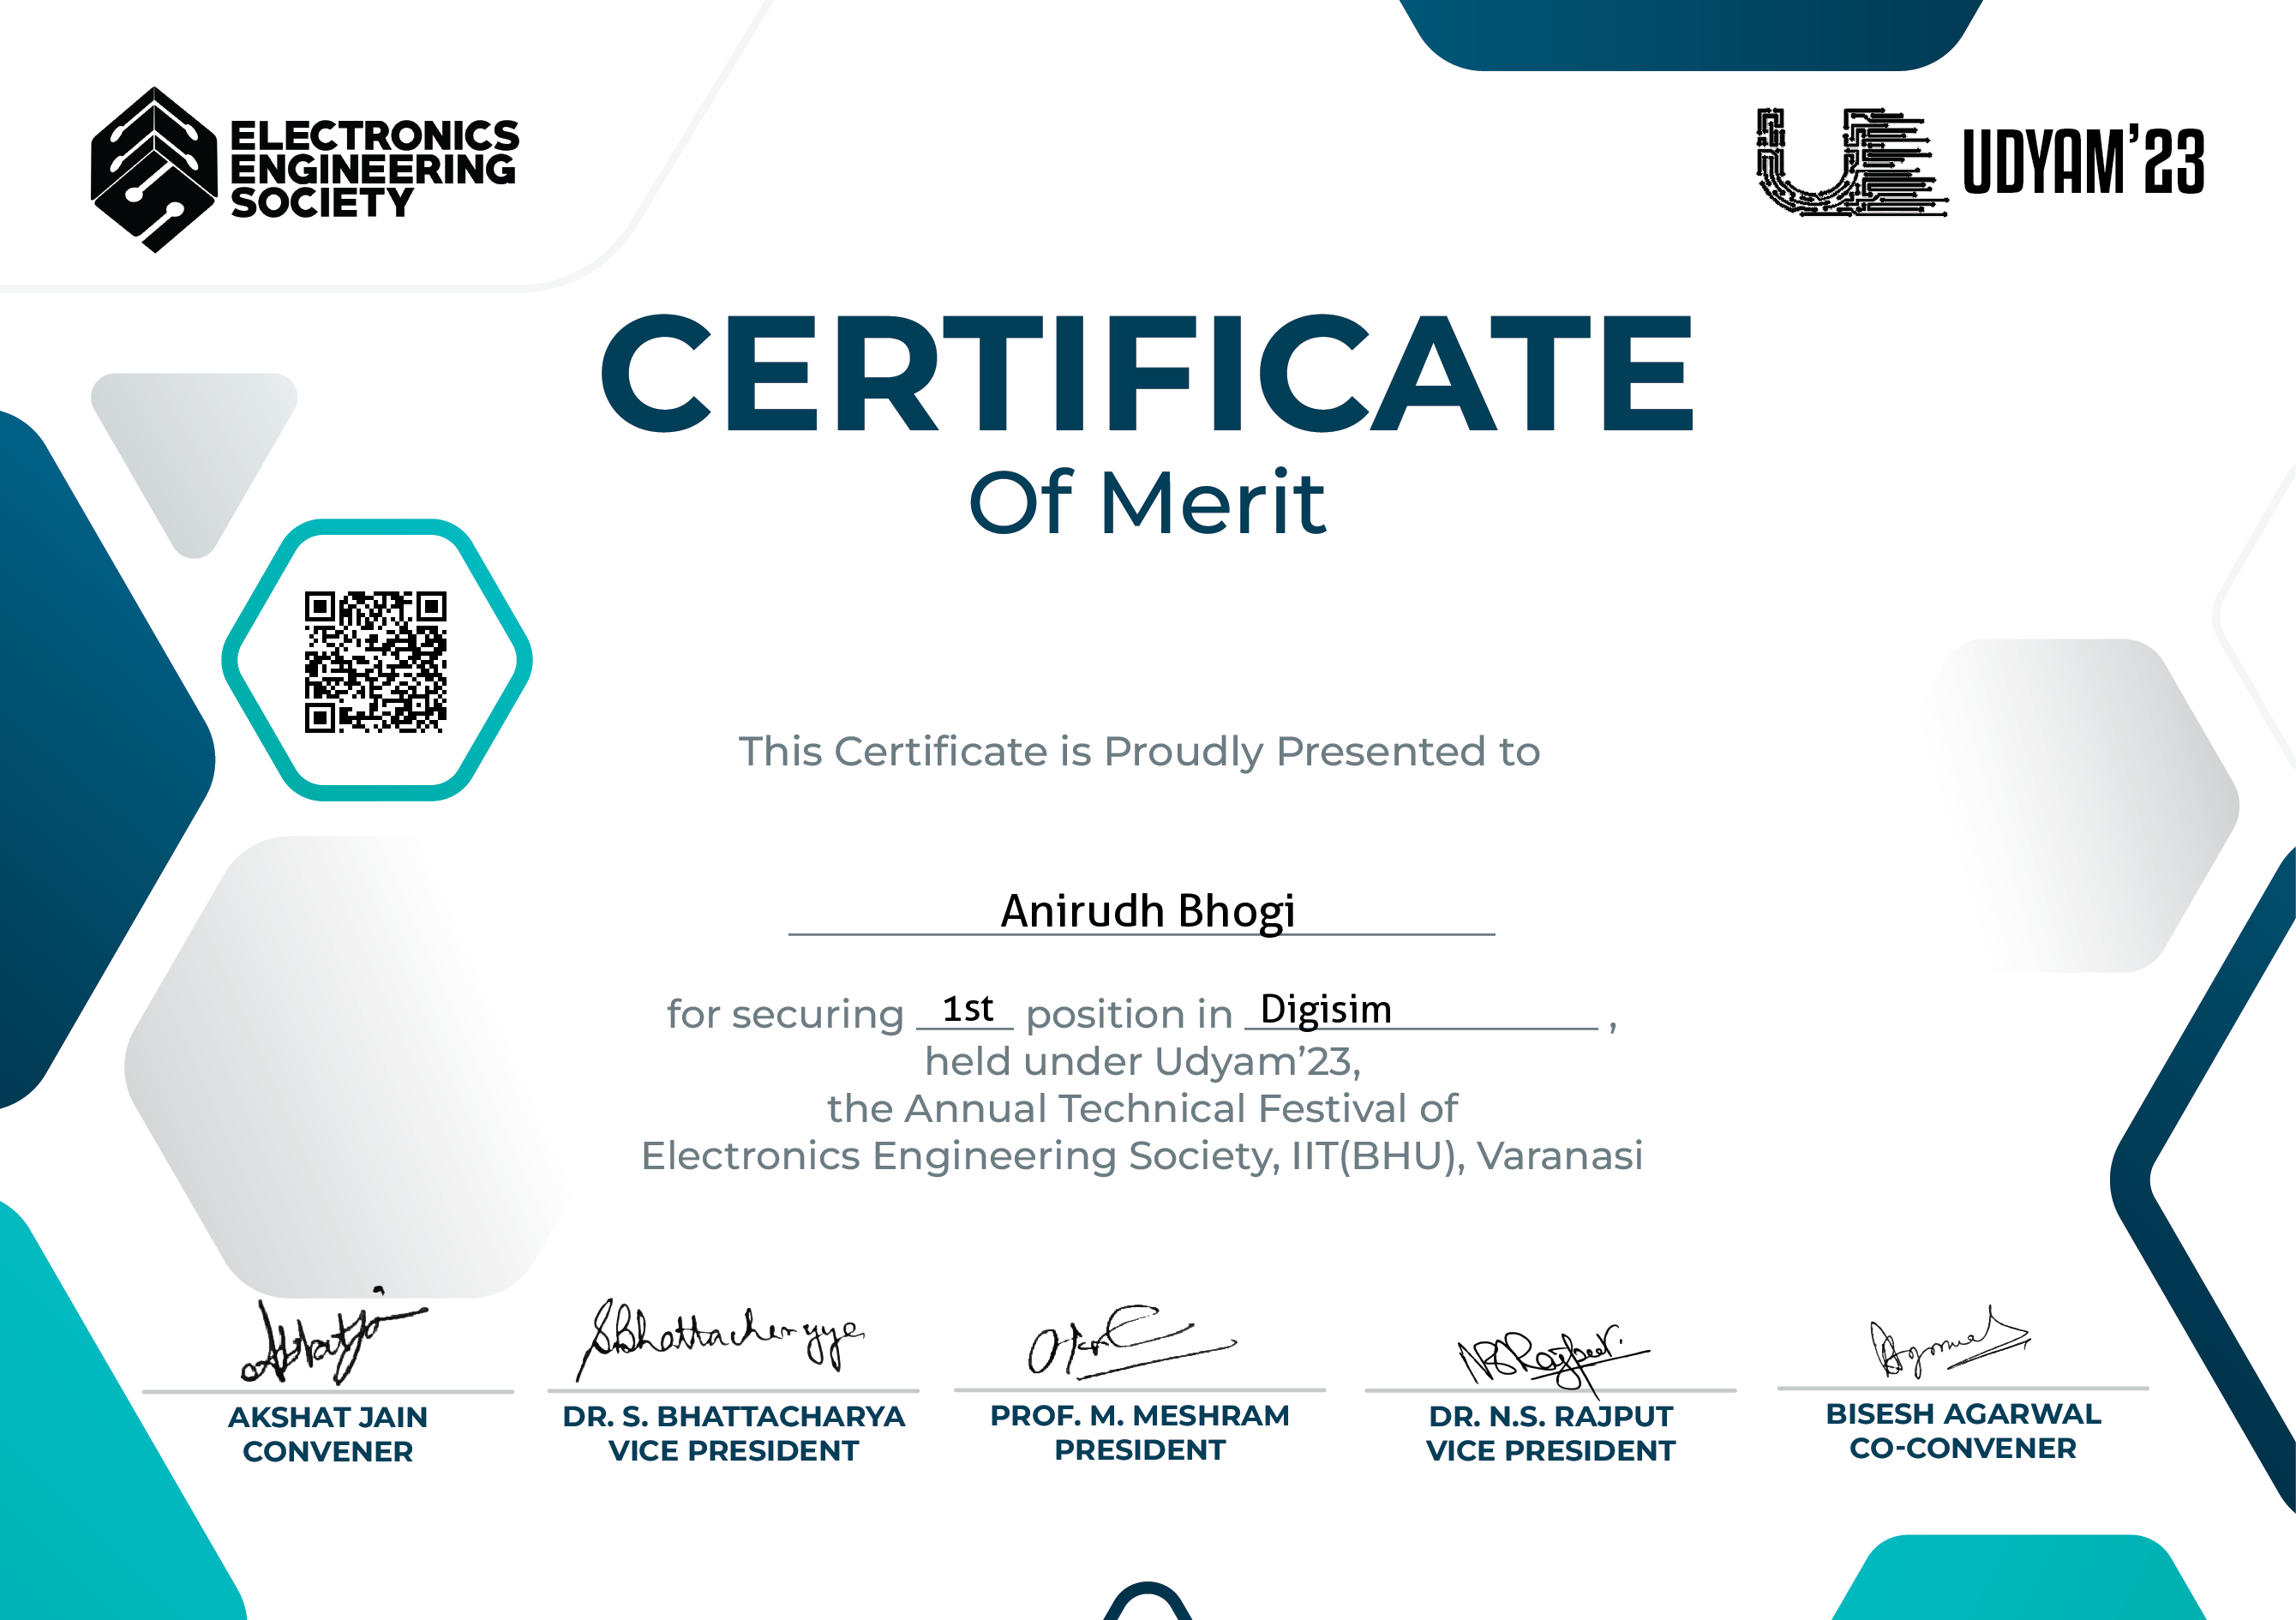 ELECTRONICS
ENGINEERING
SOCIETY
UDYAM'23
CERTIFICATE
Of Merit
This Certificate is Proudly Presented to
Anirudh Bhogi
for securing 1st position in Digisim ,
held under Udyam’23,
the Annual Technical Festival of
Electronics Engineering Society, IIT(BHU), Varanasi
AKSHAT JAIN
CONVENER
DR. S. BHATTACHARYA
VICE PRESIDENT
PROF. M. MESHRAM
PRESIDENT
DR. N.S. RAJPUT
VICE PRESIDENT
BISESH AGARWAL
CO-CONVENER